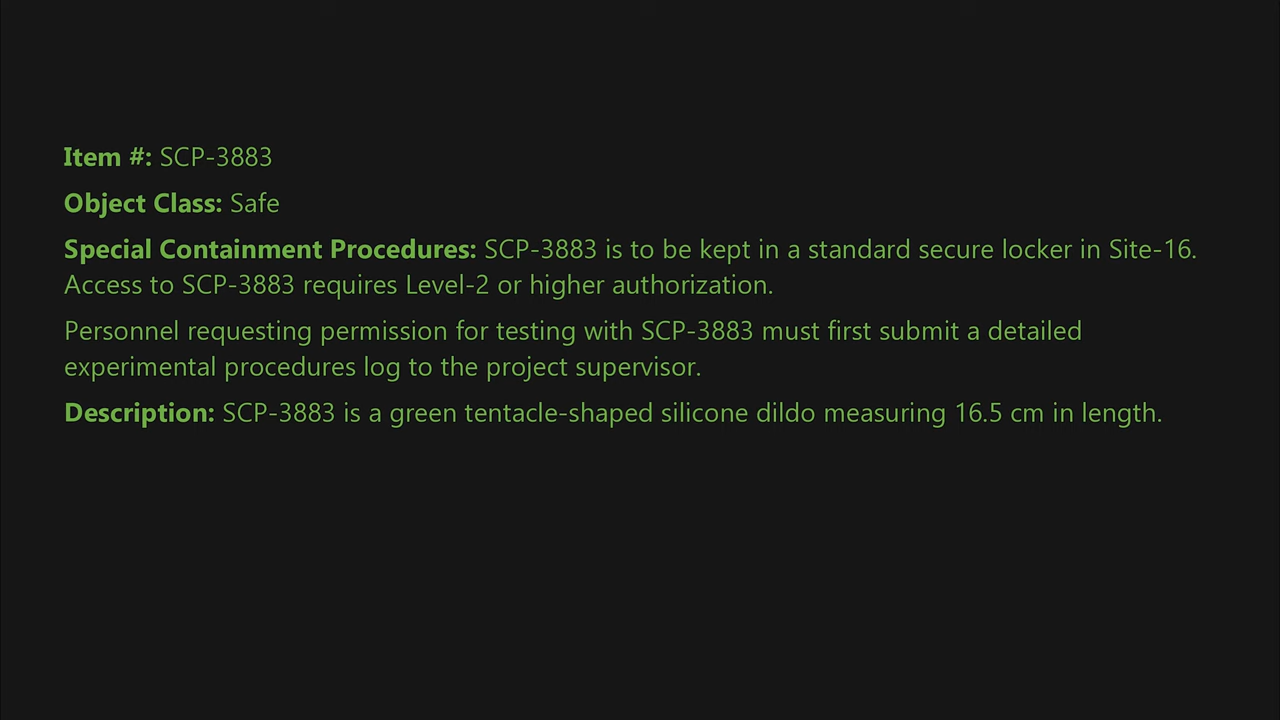 Item #: SCP-3883
Object Class: Safe
Special Containment Procedures: SCP-3883 is to be kept in a standard secure locker in Site-16.
Access to SCP-3883 requires Level-2 or higher authorization.
Personnel requesting permission for testing with SCP-3883 must first submit a detailed
experimental procedures log to the project supervisor.
Description: SCP-3883 is a green tentacle-shaped silicone dildo measuring 16.5 cm in length.